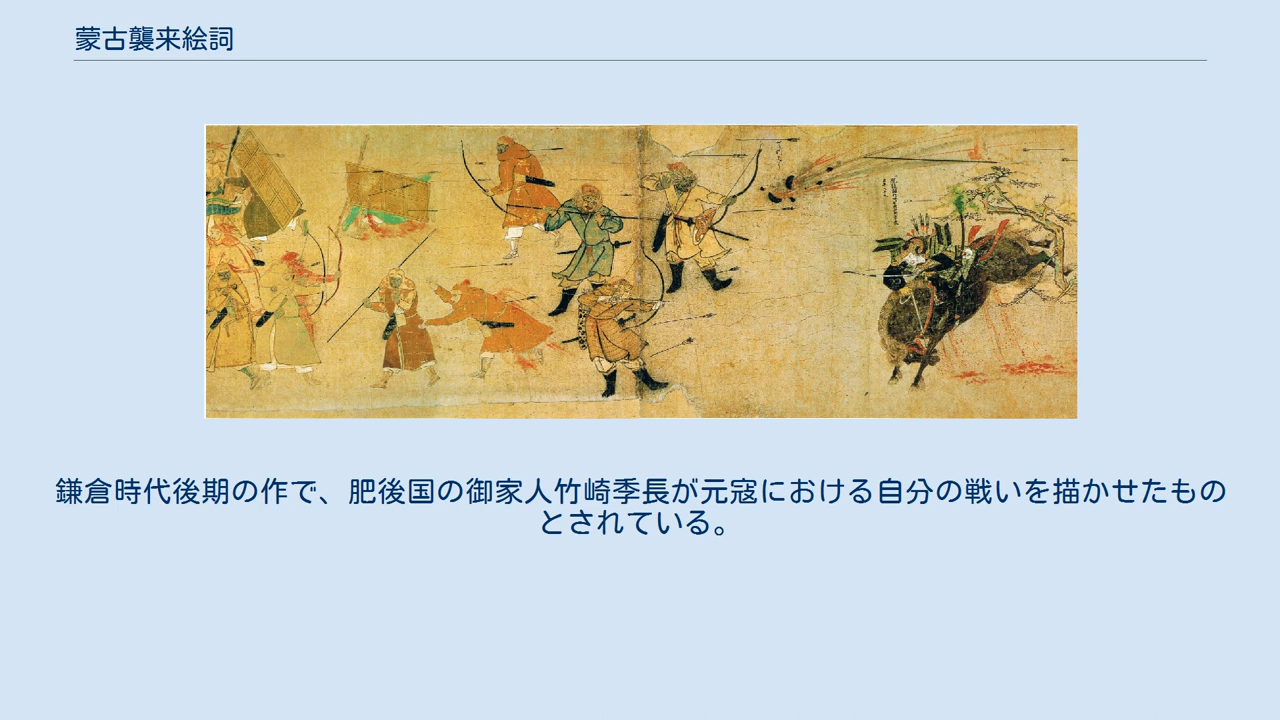 蒙古襲来絵詞
鎌倉時代後期の作で、肥後国の御家人竹崎季長が元寇における自分の戦いを描かせたもの
とされている。